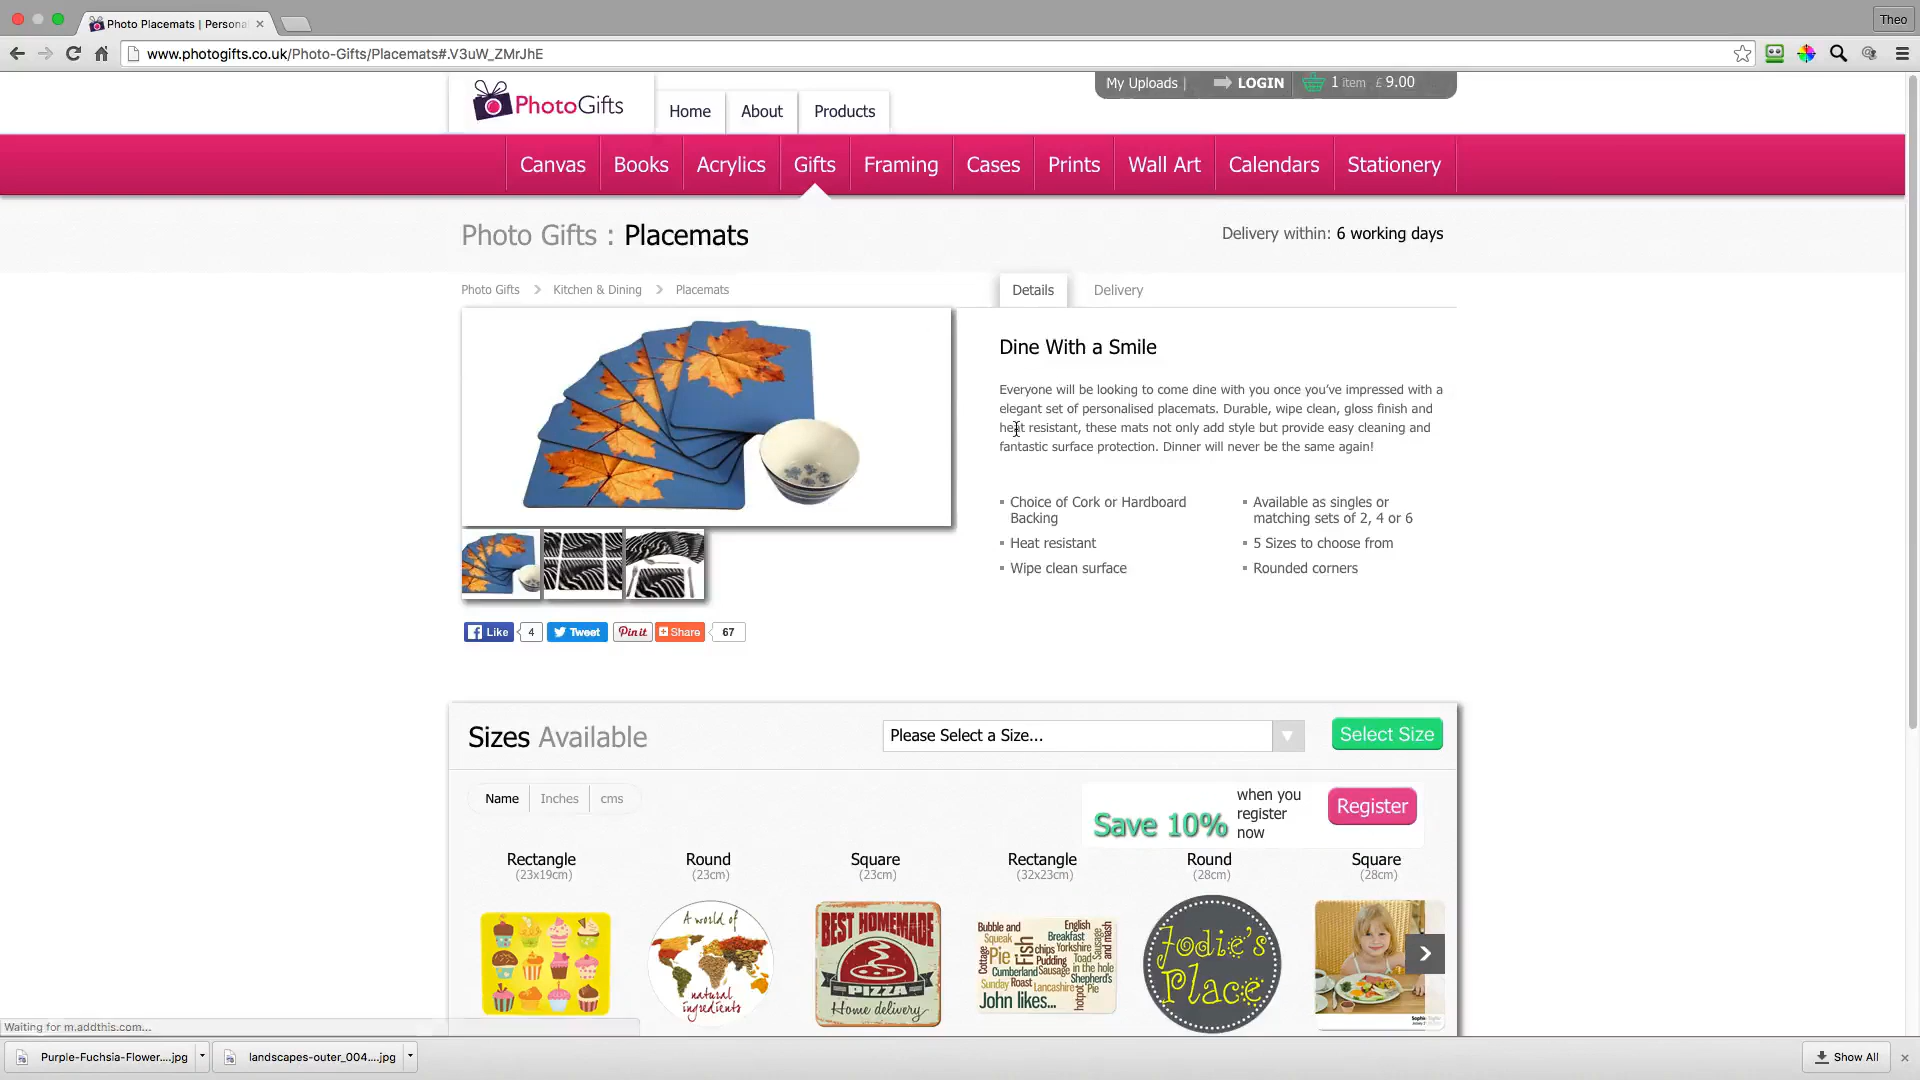 Photo Placemats | Persona
Theo
www.photogifts.co.uk/Photo-Gifts/Placemats#.V3uW_ZMrJhE
PhotoGifts
Home
About
Products
My Uploads |
LOGIN
1 item £ 9.00
Canvas
Books
Acrylics
Gifts
Framing
Cases
Prints
Wall Art
Calendars
Stationery
Photo Gifts : Placemats
Delivery within: 6 working days
Photo Gifts
Kitchen & Dining
Placemats
Details
Delivery
Dine With a Smile
Everyone will be looking to come dine with you once you've impressed with a
elegant set of personalised placemats. Durable, wipe clean, gloss finish and
heat resistant, these mats not only add style but provide easy cleaning and
fantastic surface protection. Dinner will never be the same again!
Choice of Cork or Hardboard
Backing
Heat resistant
Wipe clean surface
Available as singles or
matching sets of 2, 4 or 6
5 Sizes to choose from
Rounded corners
Like
4
Tweet
Pin it
Share
67
Sizes Available
Please Select a Size...
Select Size
Name
Inches
cms
Save 10%
when you
register
now
Register
Rectangle
(23x19cm)
Round
(23cm)
Square
(23cm)
Rectangle
(32x23cm)
Round
(28cm)
Square
(28cm)
A world of
natural
ingredients
BEST HOMEMADE
PIZZA
Home delivery
Bubble and
Squeak
English
Breakfast
Cottage
Pie
Fish
chips
Yorkshire
Pudding
Sausage
and mash
Toad
in the hole
Cumberland
Sausage
Sunday
Roast
Lancashire
hotpot
Shepherd's
Pie
John likes...
Jodie's
Place
Waiting for m.addthis.com...
Purple-Fuchsia-Flower....jpg
landscapes-outer_004....jpg
Show All